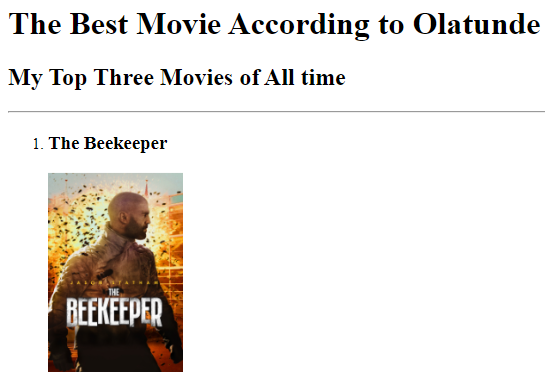 The Best Movie According to Olatunde
My Top Three Movies of All time
1. The Beekeeper
JASON STATHAM
THE
BEEKEEPER